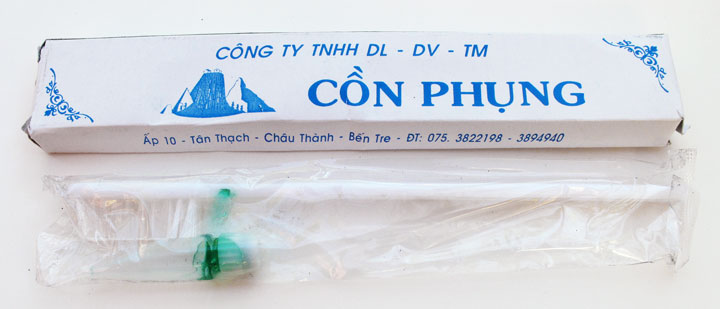 CÔNG TY TNHH DL - DV - TM
CỒN PHỤNG
Ấp 10 - Tân Thạch - Châu Thành - Bến Tre - ĐT: 075. 3822198 - 3894940